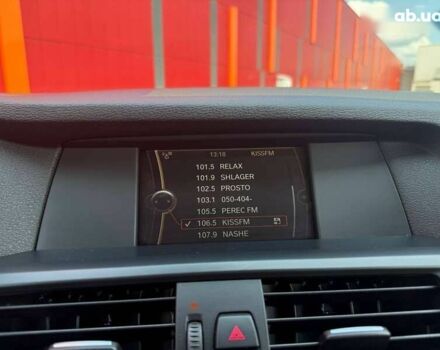 ab.ua
13:18 KISSFM
101.5 RELAX
101.9 SHLAGER
102.5 PROSTO
103.1 050-404-
105.5 PEREC FM
✓ 106.5 KISSFM
107.9 NASHE